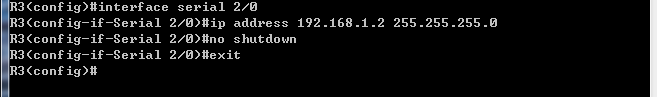 R3(config)#interface serial 2/0
R3(config-if-Serial 2/0)#ip address 192.168.1.2 255.255.255.0
R3(config-if-Serial 2/0)#no shutdown
R3(config-if-Serial 2/0)#exit
R3(config)#